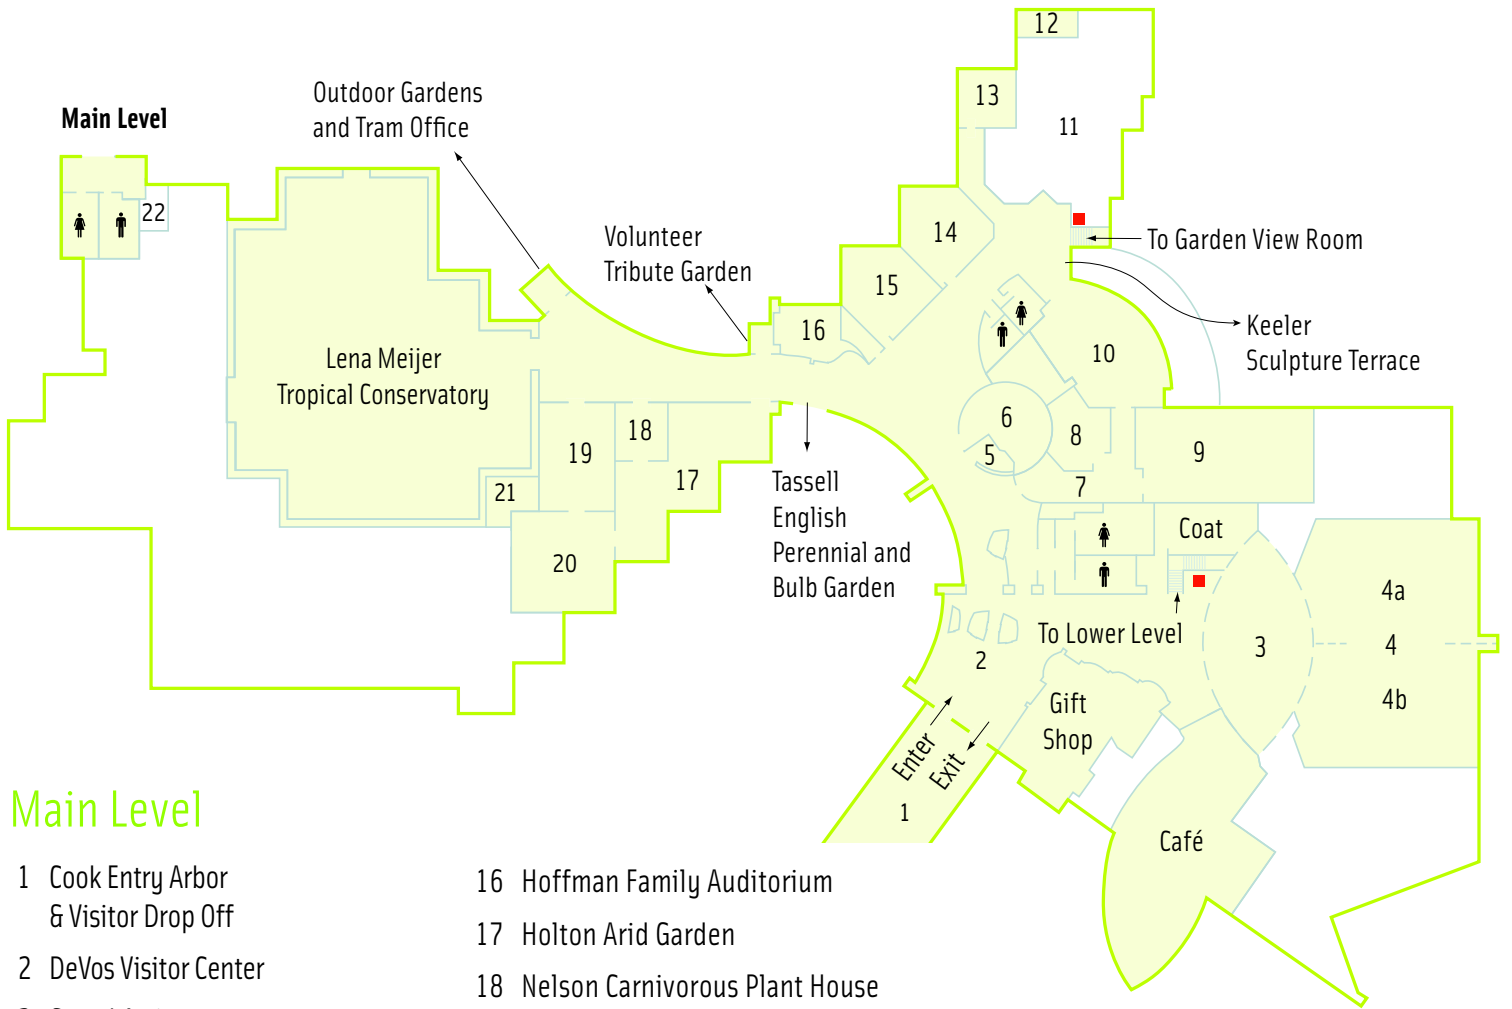 Main Level
Outdoor Gardens
and Tram Office
Volunteer
Tribute Garden
12
13
11
14
15
16
22
To Garden View Room
Keeler
Sculpture Terrace
Lena Meijer
Tropical Conservatory
10
6
5
8
9
7
18
19
17
21
20
Tassell
English
Perennial and
Bulb Garden
Coat
To Lower Level
2
3
4a
4
4b
Gift
Shop
Enter
Exit
1
Café
Main Level
1 Cook Entry Arbor
& Visitor Drop Off
2 DeVos Visitor Center
16 Hoffman Family Auditorium
17 Holton Arid Garden
18 Nelson Carnivorous Plant House